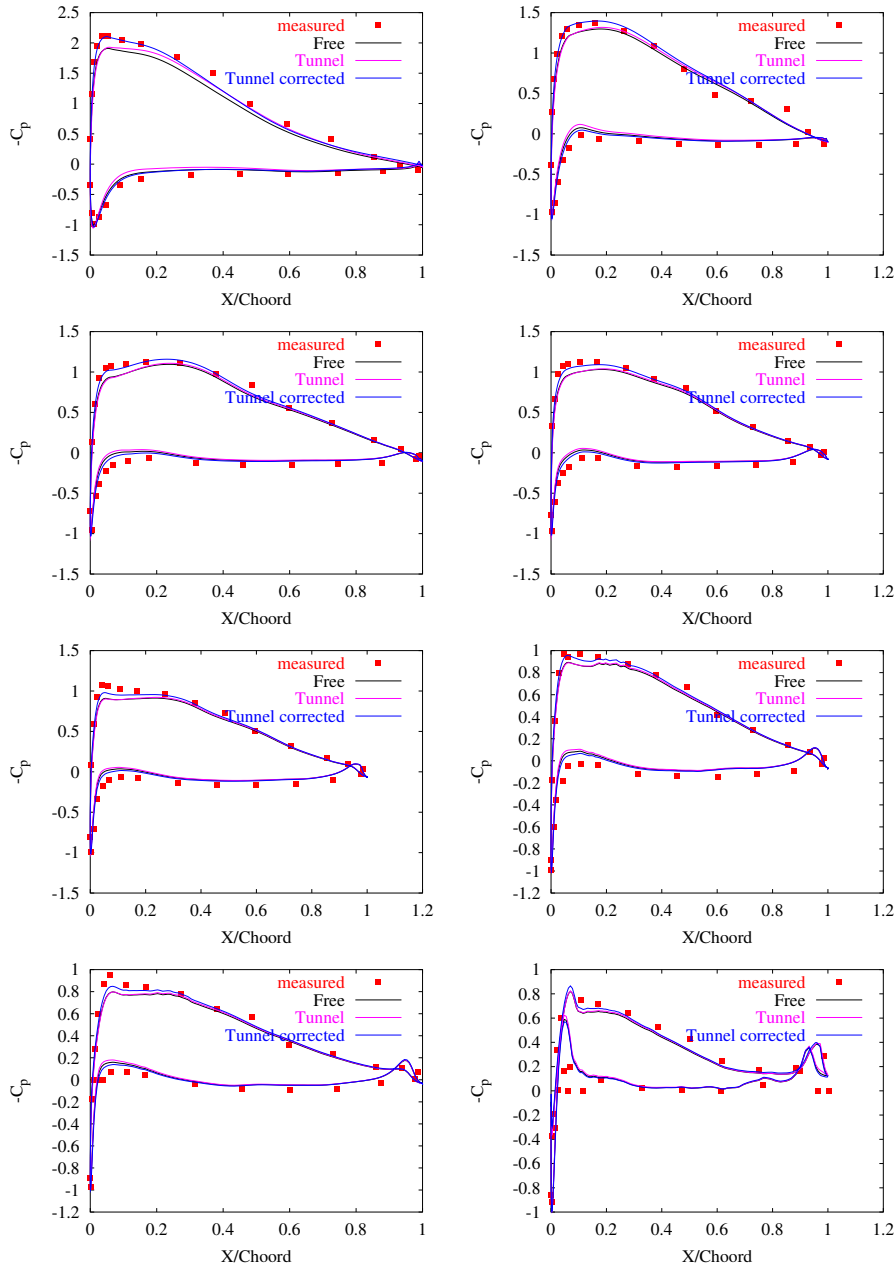 2.5
2
1.5
1
0.5
0
-0.5
-1
-1.5
-Cp
0 0.2 0.4 0.6 0.8 1
X/Choord
measured
Free
Tunnel
Tunnel corrected
1.5
1
0.5
0
-0.5
-1
-1.5
-Cp
0 0.2 0.4 0.6 0.8 1 1.2
X/Choord
measured
Free
Tunnel
Tunnel corrected
1.5
1
0.5
0
-0.5
-1
-1.5
-Cp
0 0.2 0.4 0.6 0.8 1
X/Choord
measured
Free
Tunnel
Tunnel corrected
1.5
1
0.5
0
-0.5
-1
-1.5
-Cp
0 0.2 0.4 0.6 0.8 1 1.2
X/Choord
measured
Free
Tunnel
Tunnel corrected
1.5
1
0.5
0
-0.5
-1
-1.5
-Cp
0 0.2 0.4 0.6 0.8 1 1.2
X/Choord
measured
Free
Tunnel
Tunnel corrected
1
0.8
0.6
0.4
0.2
0
-0.2
-0.4
-0.6
-0.8
-1
-1.2
-Cp
0 0.2 0.4 0.6 0.8 1 1.2
X/Choord
measured
Free
Tunnel
Tunnel corrected
1
0.8
0.6
0.4
0.2
0
-0.2
-0.4
-0.6
-0.8
-1
-1.2
-Cp
0 0.2 0.4 0.6 0.8 1
X/Choord
measured
Free
Tunnel
Tunnel corrected
1
0.8
0.6
0.4
0.2
0
-0.2
-0.4
-0.6
-0.8
-1
-Cp
0 0.2 0.4 0.6 0.8 1 1.2
X/Choord
measured
Free
Tunnel
Tunnel corrected